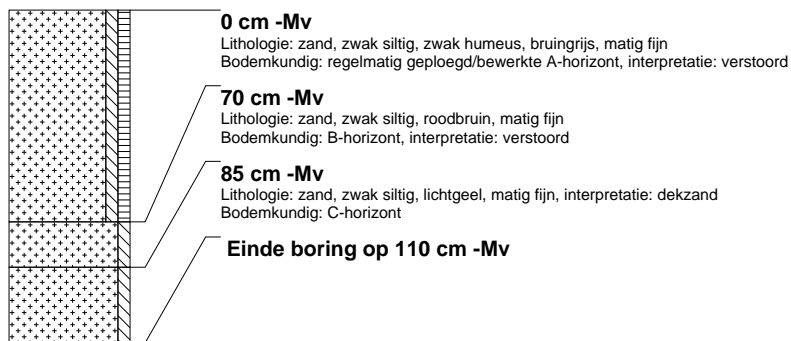 0 cm -Mv
Lithologie: zand, zwak siltig, zwak humeus, bruingrijs, matig fijn
Bodemkundig: regelmatig geploegd/bewerkte A-horizont, interpretatie: verstoord
70 cm -Mv
Lithologie: zand, zwak siltig, roodbruin, matig fijn
Bodemkundig: B-horizont, interpretatie: verstoord
85 cm -Mv
Lithologie: zand, zwak siltig, lichtgeel, matig fijn, interpretatie: dekzand
Bodemkundig: C-horizont
Einde boring op 110 cm -Mv